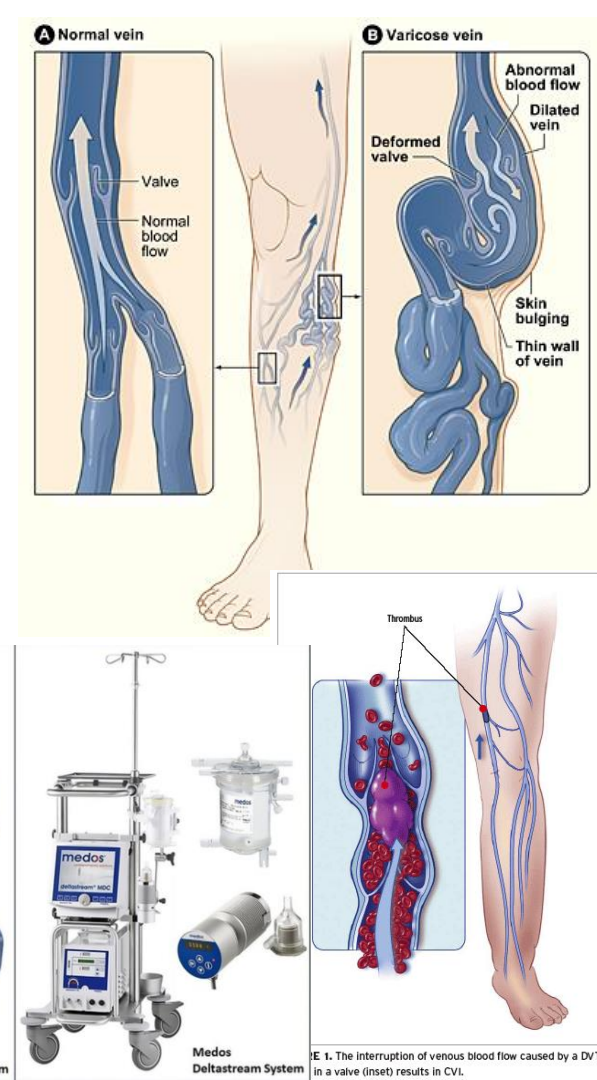 A Normal vein
B Varicose vein
Valve
Normal
blood
flow
Abnormal
blood flow
Dilated
vein
Deformed
valve
Skin
bulging
Thin wall
of vein
Thrombus
medos
deltastream® MDC
medos
Medos
Deltastream System
m
RE 1. The interruption of venous blood flow caused by a DVT
in a valve (inset) results in CVI.